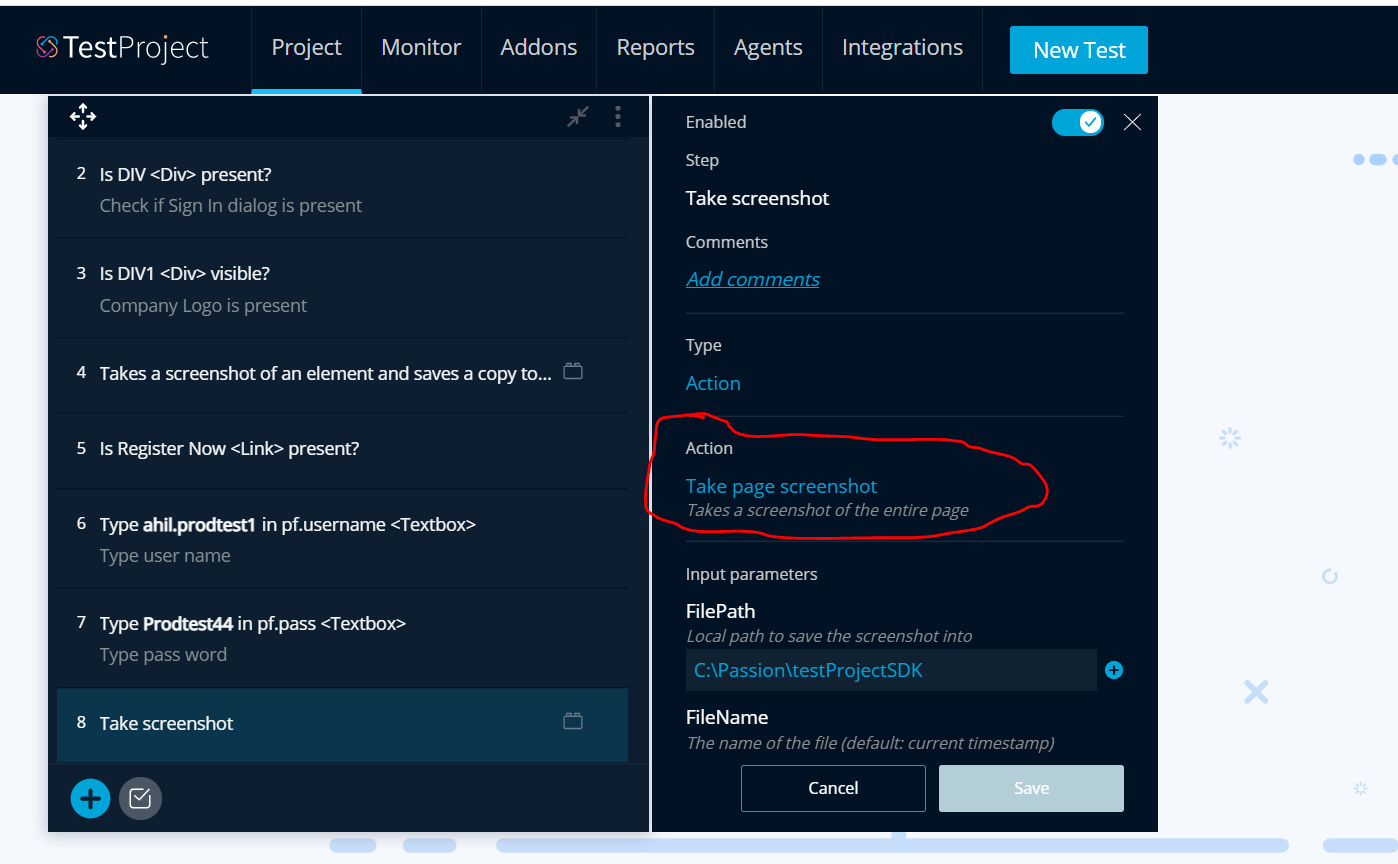 TestProject
Project
Monitor
Addons
Reports
Agents
Integrations
New Test
2 Is DIV <Div> present?
Check if Sign In dialog is present
3 Is DIV1 <Div> visible?
Company Logo is present
4 Takes a screenshot of an element and saves a copy to...
5 Is Register Now <Link> present?
6 Type ahil.prodtest1 in pf.username <Textbox>
Type user name
7 Type Prodtest44 in pf.pass <Textbox>
Type pass word
8 Take screenshot
Enabled
Step
Take screenshot
Comments
Add comments
Type
Action
Action
Take page screenshot
Takes a screenshot of the entire page
Input parameters
FilePath
Local path to save the screenshot into
C:\Passion\testProjectSDK
FileName
The name of the file (default: current timestamp)
Cancel
Save